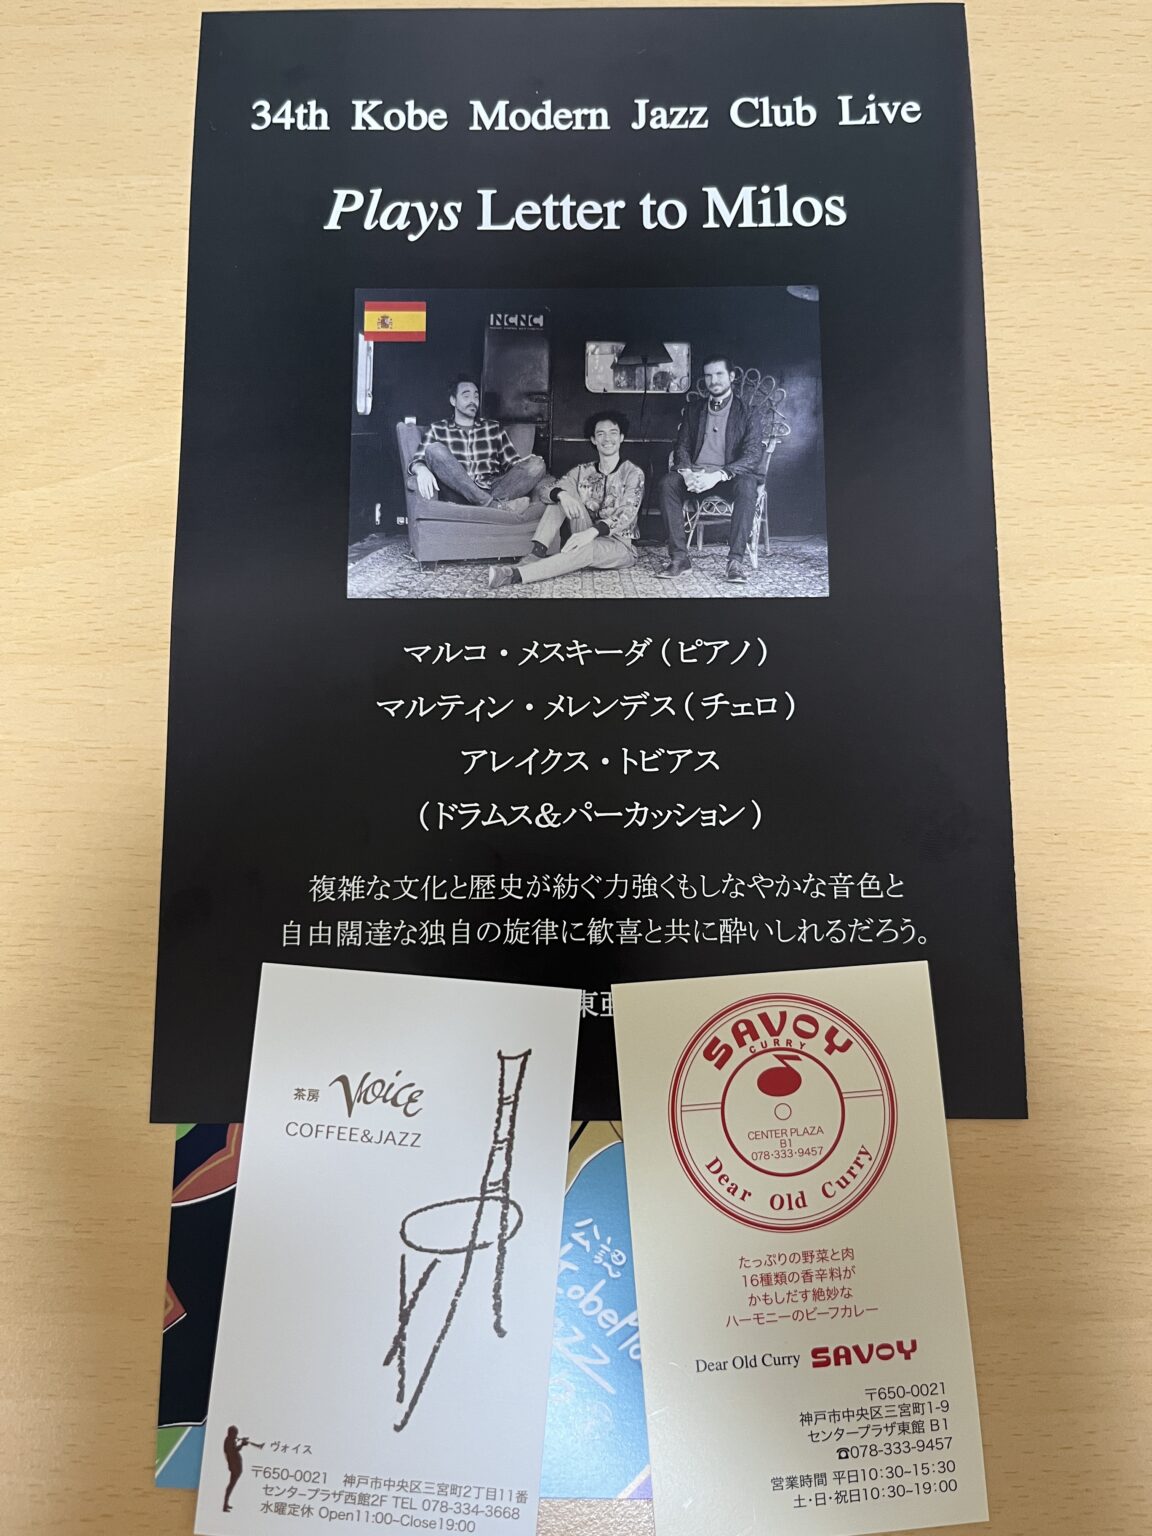 34th Kobe Modern Jazz Club Live
Plays Letter to Milos
NCNC
マルコ・メスキーダ(ピアノ)
マルティン・メレンデス(チェロ)
アレイクス・トビアス
(ドラムス&パーカッション)
複雑な文化と歴史が紡ぐ力強くもしなやかな音色と
自由闊達な独自の旋律に歓喜と共に酔いしれるだろう。
東亜
茶房 Voice
COFFEE&JAZZ
ヴォイス
〒650-0021 神戸市中央区三宮町2丁目11番
センタープラザ西館2F TEL 078-334-3668
水曜定休 Open11:00~Close19:00
公認
Kobe
SAVOY
CURRY
CENTER PLAZA
B1
078・333・9457
Dear Old Curry
たっぷりの野菜と肉
16種類の香辛料が
かもしだす絶妙な
ハーモニーのビーフカレー
Dear Old Curry SAVOY
〒650-0021
神戸市中央区三宮町1-9
センタープラザ東館 B1
☎078-333-9457
営業時間 平日10:30~15:30
土・日・祝日10:30~19:00